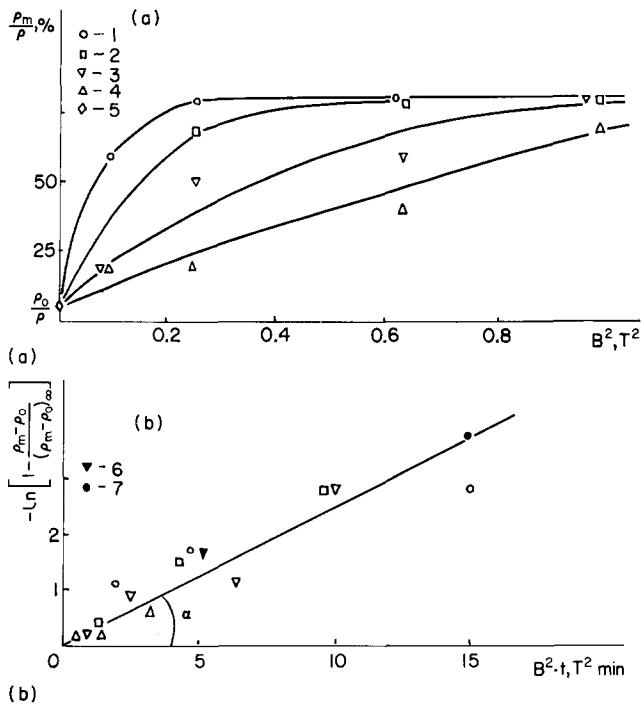 ρm/ρ, %
(a)
○ - 1
□ - 2
▽ - 3
△ - 4
◇ - 5
50
25
ρ0/ρ
0.2 0.4 0.6 0.8
B², T²
(a)
-Ln[1-(ρm-ρ0)/(ρm-ρ0)∞]
(b)
▼ - 6
● - 7
2
1
α
0 5 10 15
B²·t, T² min
(b)